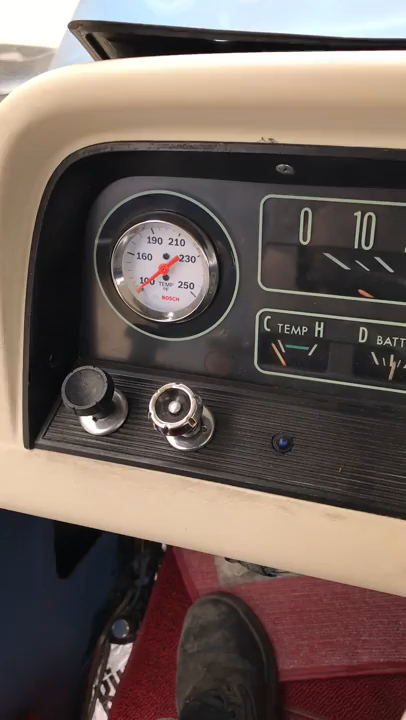 190 210
160 230
100 250
TEMP
°F
BOSCH
0 10
C TEMP H
D BATT